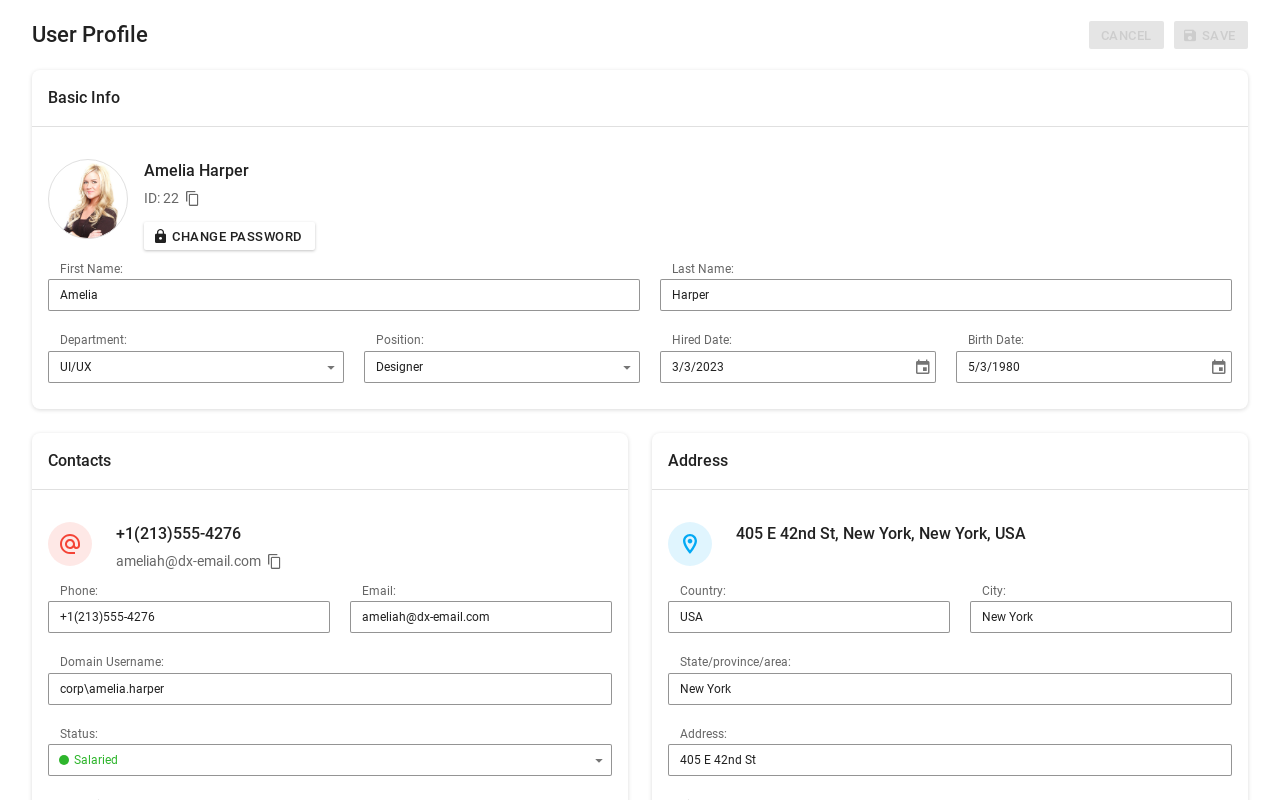 User Profile
CANCEL
SAVE
Basic Info
Amelia Harper
ID: 22
CHANGE PASSWORD
First Name:
Last Name:
Amelia
Harper
Department:
Position:
Hired Date:
Birth Date:
UI/UX
Designer
3/3/2023
5/3/1980
Contacts
+1(213)555-4276
ameliah@dx-email.com
Phone:
Email:
+1(213)555-4276
ameliah@dx-email.com
Domain Username:
corp\amelia.harper
Status:
Salaried
Address
405 E 42nd St, New York, New York, USA
Country:
City:
USA
New York
State/province/area:
New York
Address:
405 E 42nd St